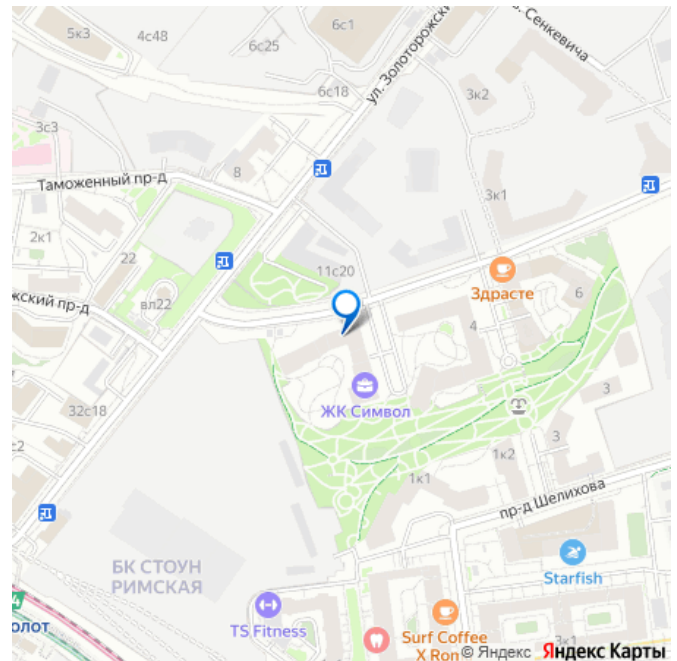 6с1
5к3
4с48
6с25
ул. Золоторожский
Сенкевича
6с18
3к2
3с3
8
Таможенный пр-д
3к1
2к1
22
11с20
Здрасте
6
жский пр-д
вл22
4
ЖК Символ
3
32с18
3
1к2
1к1
пр-д Шелихова
БК СТОУН
РИМСКАЯ
Starfish
олот
TS Fitness
Surf Coffee
X Ron
3к1
© Яндекс Яндекс Карты